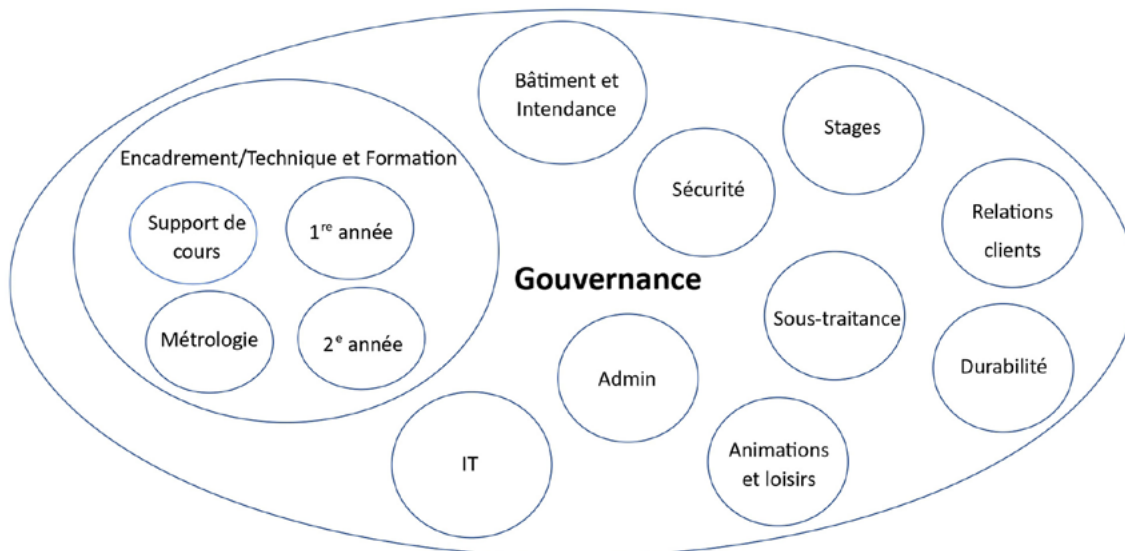 Bâtiment et
Intendance
Stages
Encadrement/Technique et Formation
Sécurité
Support de
cours
1re année
Relations
clients
Gouvernance
Sous-traitance
Métrologie
2e année
Admin
Durabilité
IT
Animations
et loisirs